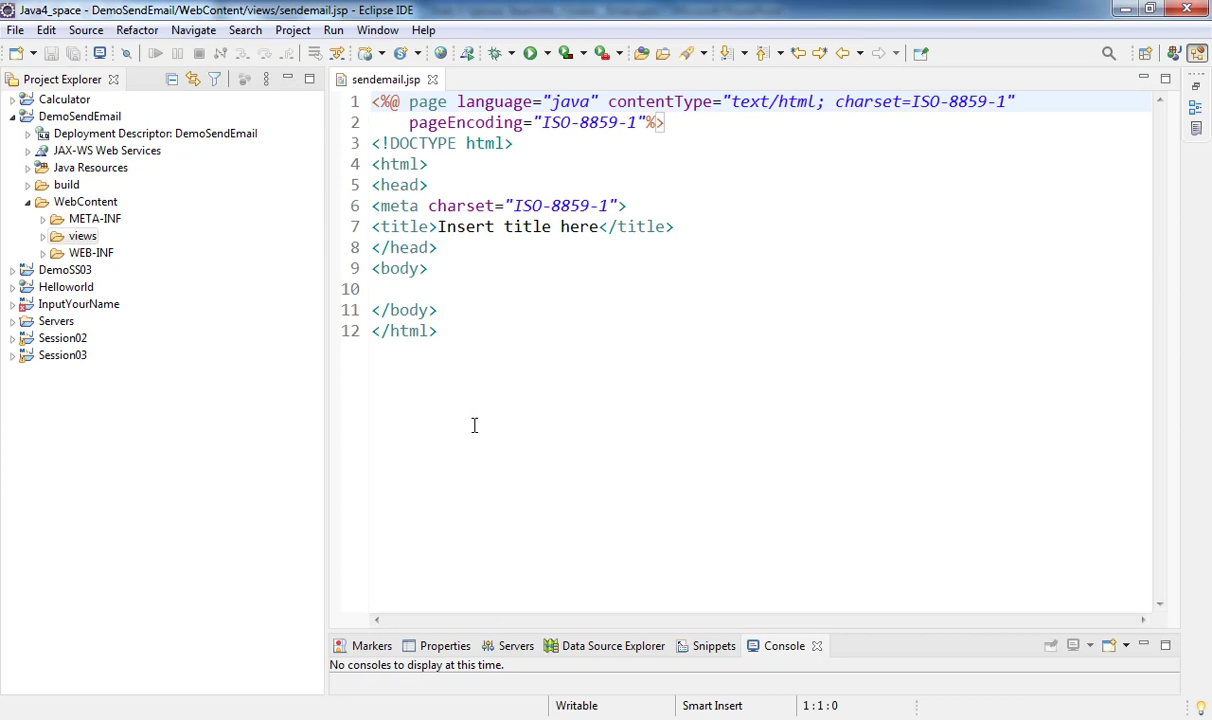 Java4_space - DemoSendEmail/WebContent/views/sendemail.jsp - Eclipse IDE
File Edit Source Refactor Navigate Search Project Run Window Help
Project Explorer
sendemail.jsp
Calculator
DemoSendEmail
Deployment Descriptor: DemoSendEmail
JAX-WS Web Services
Java Resources
build
WebContent
META-INF
views
WEB-INF
DemoSS03
Helloworld
InputYourName
Servers
Session02
Session03
1 <%@ page language="java" contentType="text/html; charset=ISO-8859-1"
2 pageEncoding="ISO-8859-1"%>
3 <!DOCTYPE html>
4 <html>
5 <head>
6 <meta charset="ISO-8859-1">
7 <title>Insert title here</title>
8 </head>
9 <body>
10
11 </body>
12 </html>
Markers Properties Servers Data Source Explorer Snippets Console
No consoles to display at this time.
Writable Smart Insert 1 : 1 : 0